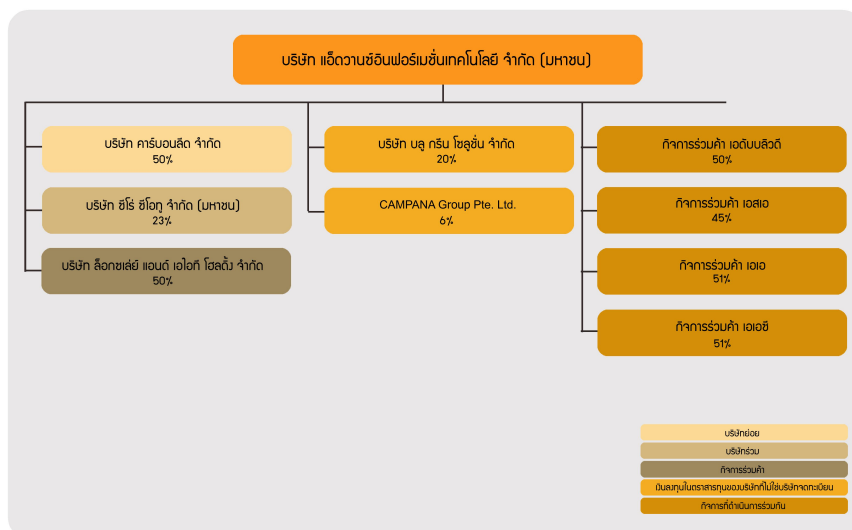 บริษัท แอ็ดวานซ์อินฟอร์เมชั่นเทคโนโลยี จำกัด (มหาชน)
บริษัท คาร์บอนลีด จำกัด
50%
บริษัท ซีโร่ ซีโอทู จำกัด (มหาชน)
23%
บริษัท ล็อกซเล่ย์ แอนด์ เอไอที โฮลดิ้ง จำกัด
50%
บริษัท บลู กรีน โซลูชั่น จำกัด
20%
CAMPANA Group Pte. Ltd.
6%
กิจการร่วมค้า เอดับบลิวดี
50%
กิจการร่วมค้า เอสเอ
45%
กิจการร่วมค้า เอเอ
51%
กิจการร่วมค้า เอเอซี
51%
บริษัทย่อย
บริษัทร่วม
กิจการร่วมค้า
เงินลงทุนในตราสารทุนของบริษัทที่ไม่ใช่บริษัทจดทะเบียน
กิจการที่ดำเนินการร่วมกัน